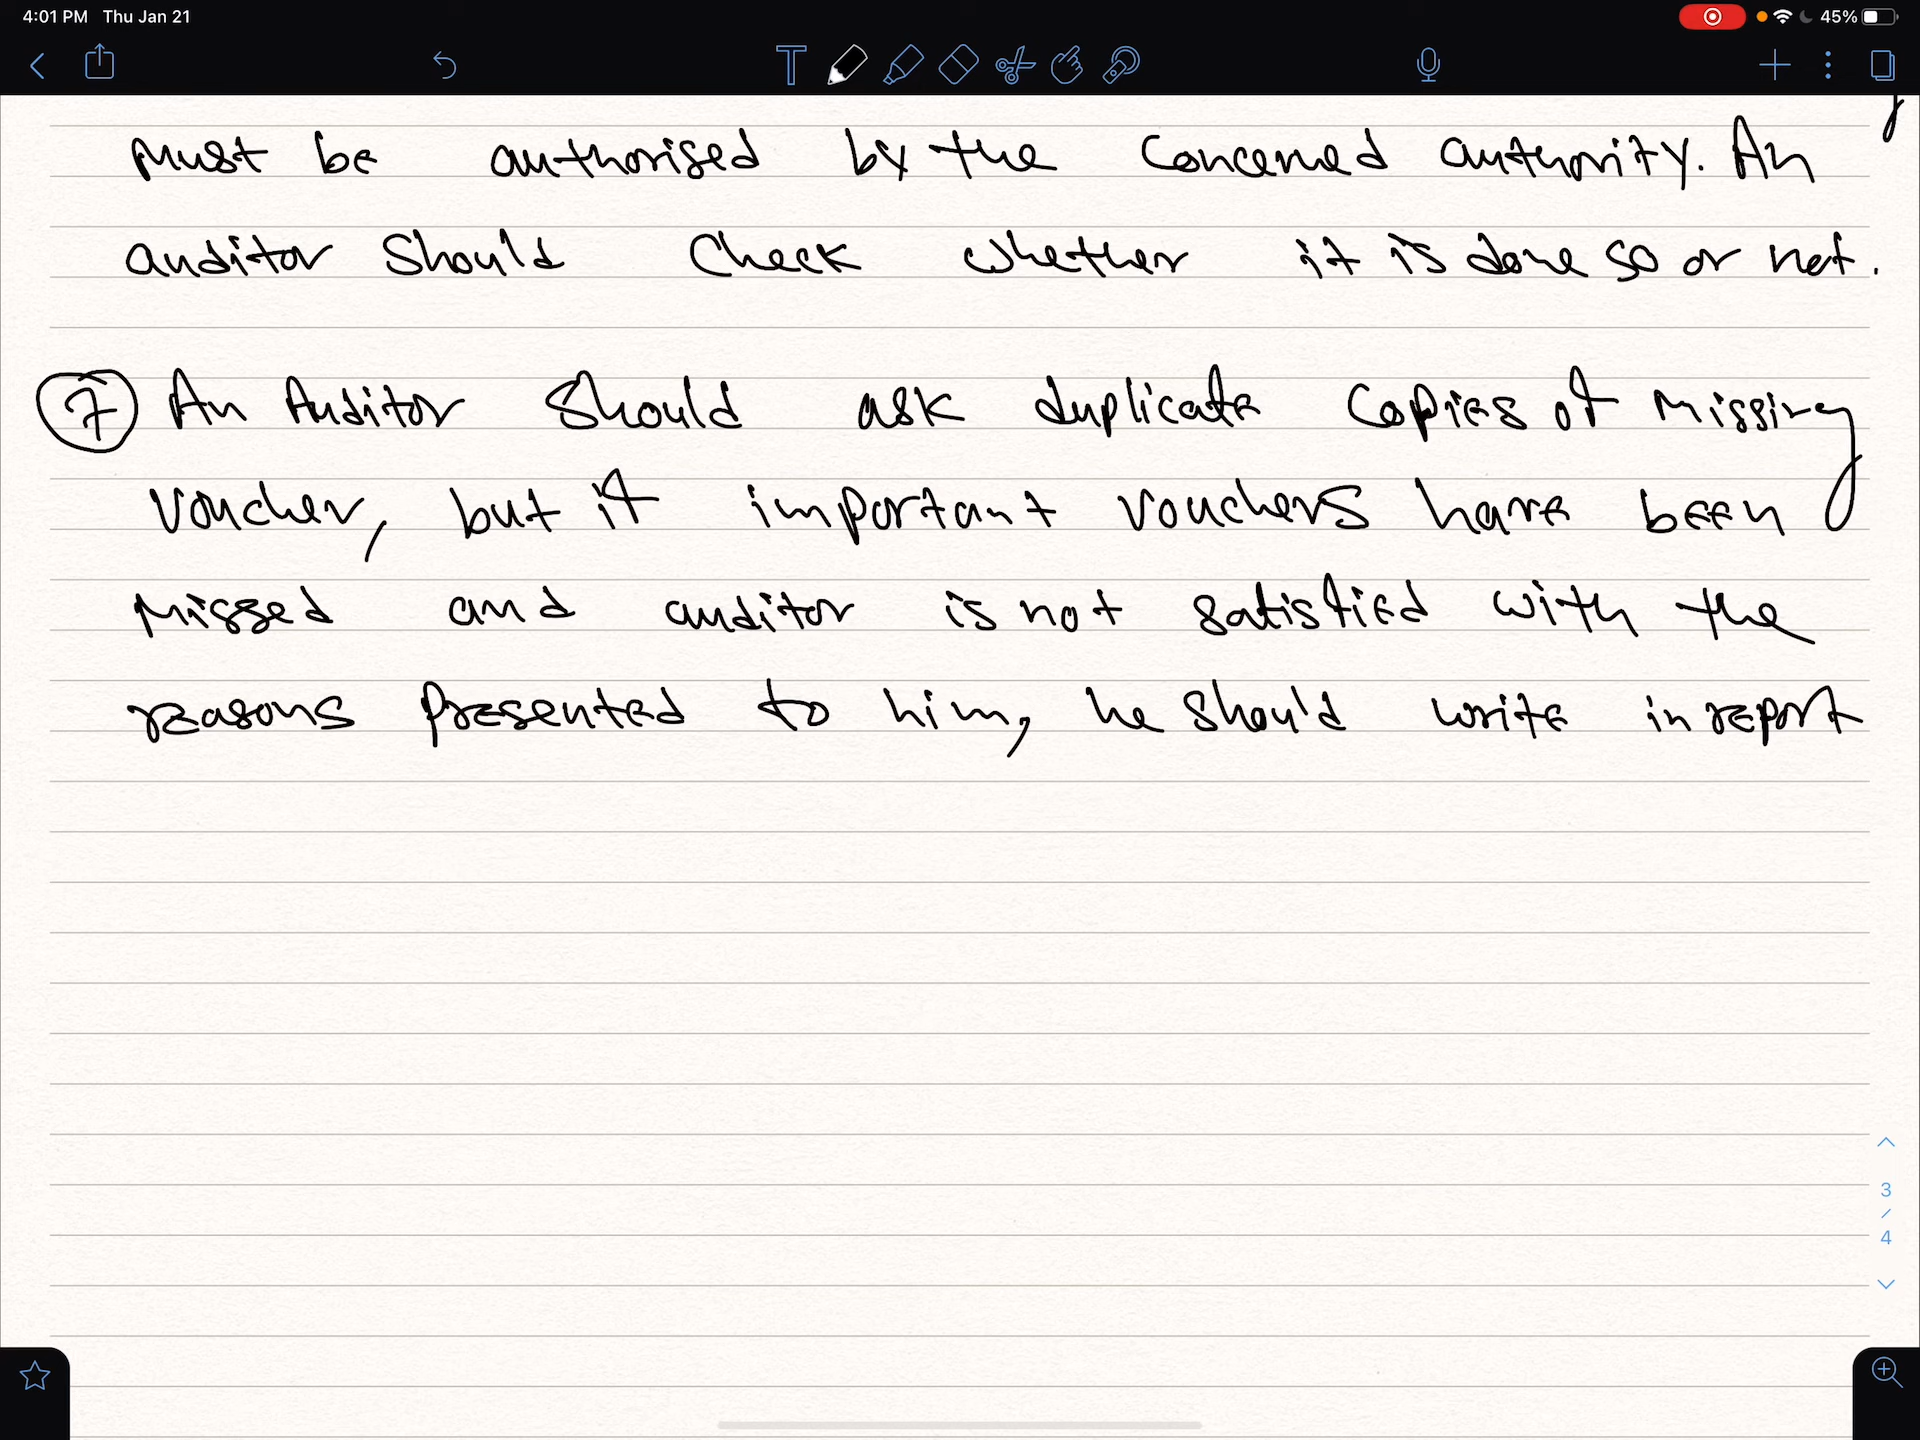 4:01 PM Thu Jan 21
45%
must be authorised by the concerned authority. An
auditor should check whether it is done so or not.
7 An Auditor should ask duplicate copies of missing
voucher, but if important vouchers have been
missed and auditor is not satisfied with the
reasons presented to him, he should write in report
3
/
4